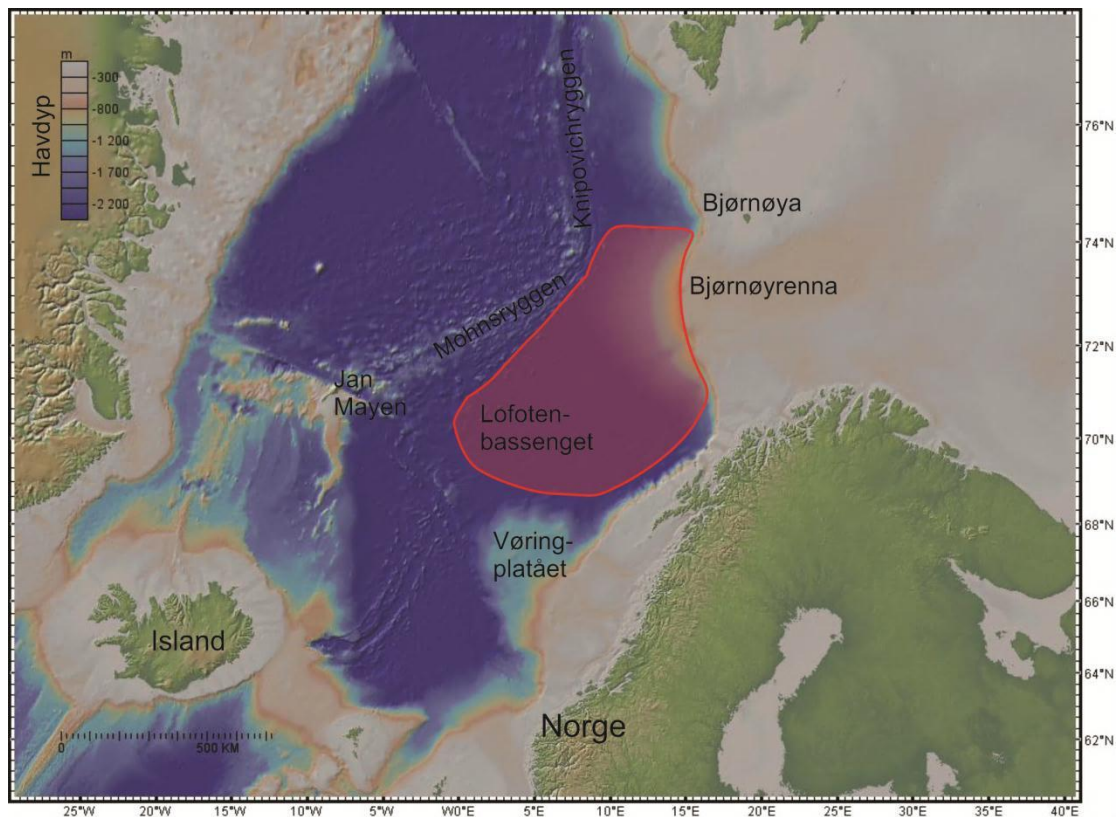 m
Havdyp
-300
-800
-1 200
-1.700
-2 200
Knipovichryggen
Bjørnøya
Bjørnøyrenna
Mohnsryggen
Jan
Mayen
Lofoten-
bassenget
Vøring-
platået
Island
Norge
0
500 KM
76°N
74°N
72°N
70°N
68°N
66°N
64°N
62°N
25°W
20°W
15°W
10°W
5°W
W0°E
5°E
10°E
15°E
20°E
25°E
30°E
35°E
40°E